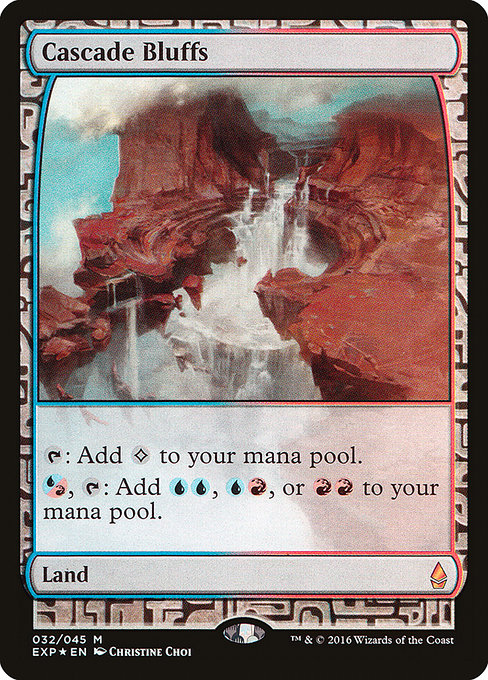 Cascade Bluffs
: Add to your mana pool.
, : Add , , or to your
mana pool.
Land
032/045 M
EXP ★ EN Christine Choi
™ & © 2016 Wizards of the Coast